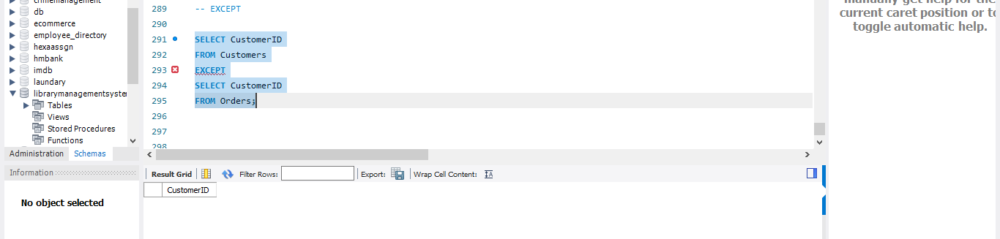 crimemanagement
db
ecommerce
employee_directory
hexaassgn
hmbank
imdb
laundary
librarymanagementsystem
Tables
Views
Stored Procedures
Functions
Administration Schemas
Information
No object selected
289 -- EXCEPT
290
291 SELECT CustomerID
292 FROM Customers
293 EXCEPT
294 SELECT CustomerID
295 FROM Orders;
296
297
298
Result Grid Filter Rows: Export: Wrap Cell Content:
CustomerID
manually get help for the
current caret position or to
toggle automatic help.